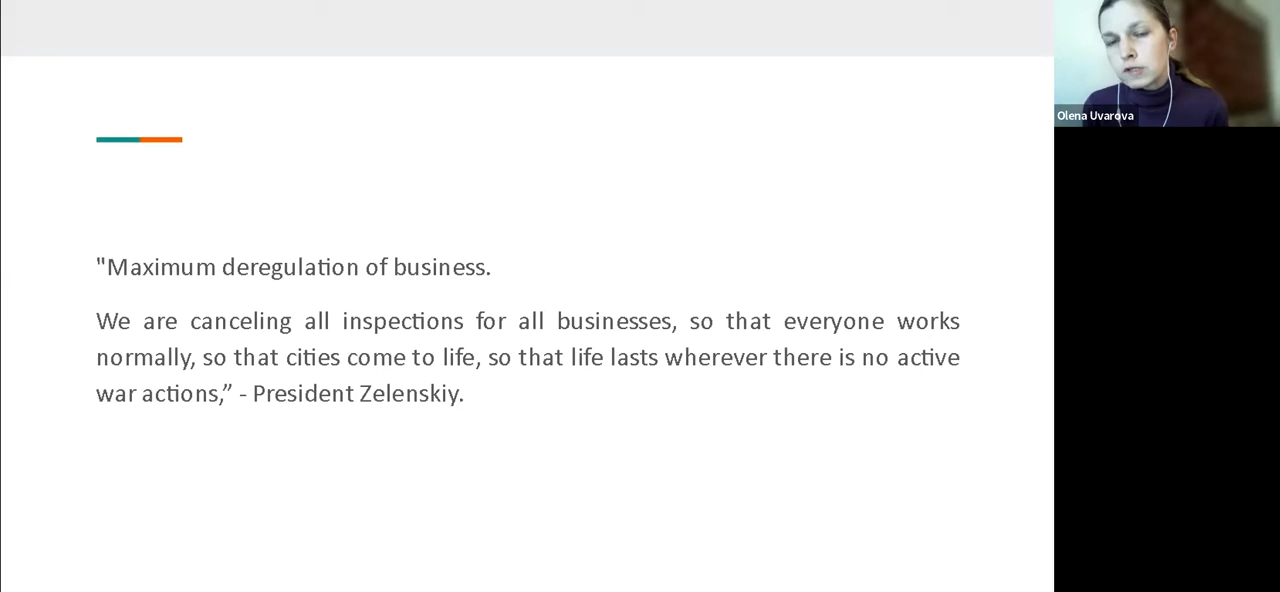 "Maximum deregulation of business.
We are canceling all inspections for all businesses, so that everyone works
normally, so that cities come to life, so that life lasts wherever there is no active
war actions,” - President Zelenskiy.
Olena Uvarova